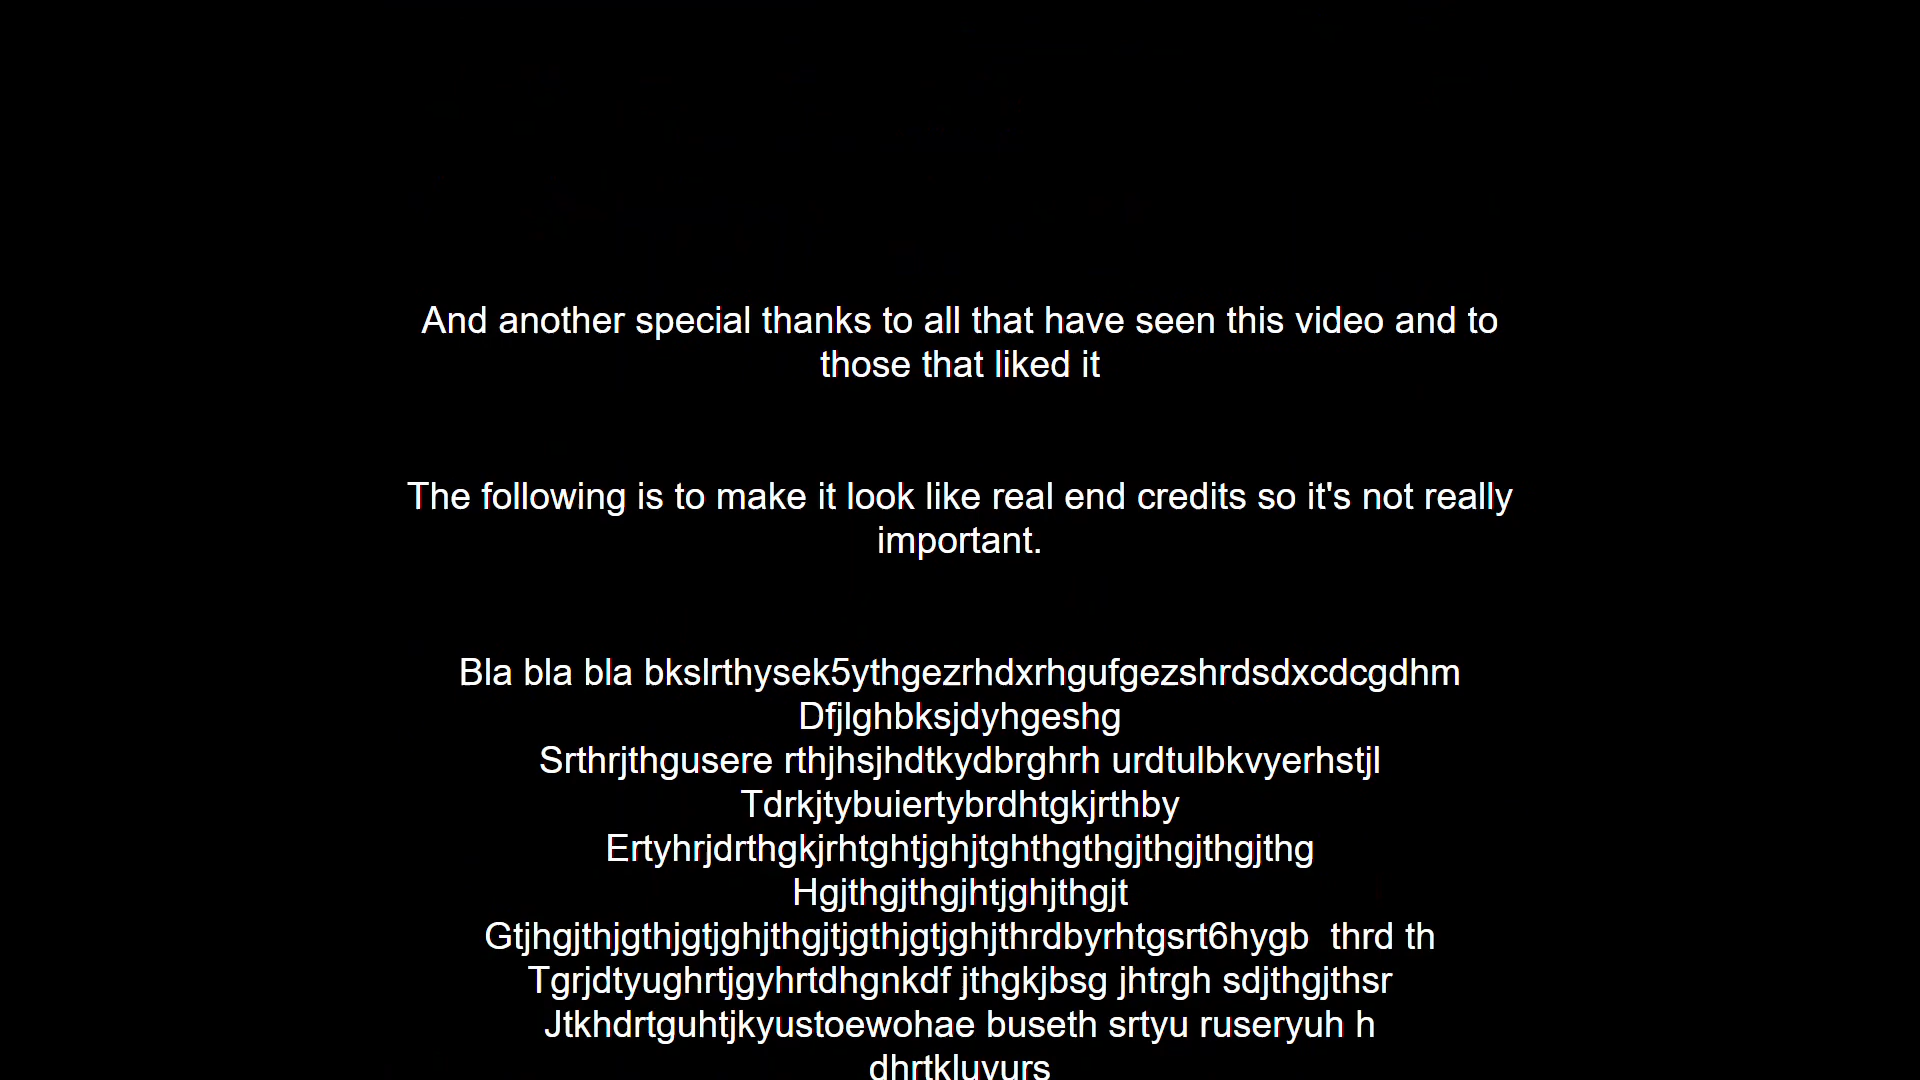 And another special thanks to all that have seen this video and to
those that liked it
The following is to make it look like real end credits so it's not really
important.
Bla bla bla bkslrthysek5ythgezrhdxrhgufgezshrdsdxcdcgdhm
Dfjlghbksjdyhgeshg
Srthrjthgusere rthjhsjhdtkydbrghrh urdtulbkvyerhstjl
Tdrkjtybuiertybrdhtgkjrthby
Ertyhrjdrthgkjrhtghtjghjtghthgthgjthgjthgjthg
Hgjthgjthgjhtjghjthgjt
Gtjhgjthjgthjgtjghjthgjtjgthjgtjghjthrdbyrhtgsrt6hygb  thrd th
Tgrjdtyughrtjgyhrtdhgnkdf jthgkjbsg jhtrgh sdjthgjthsr
Jtkhdrtguhtjkyustoewohae buseth srtyu ruseryuh h
dhrtkluvurs